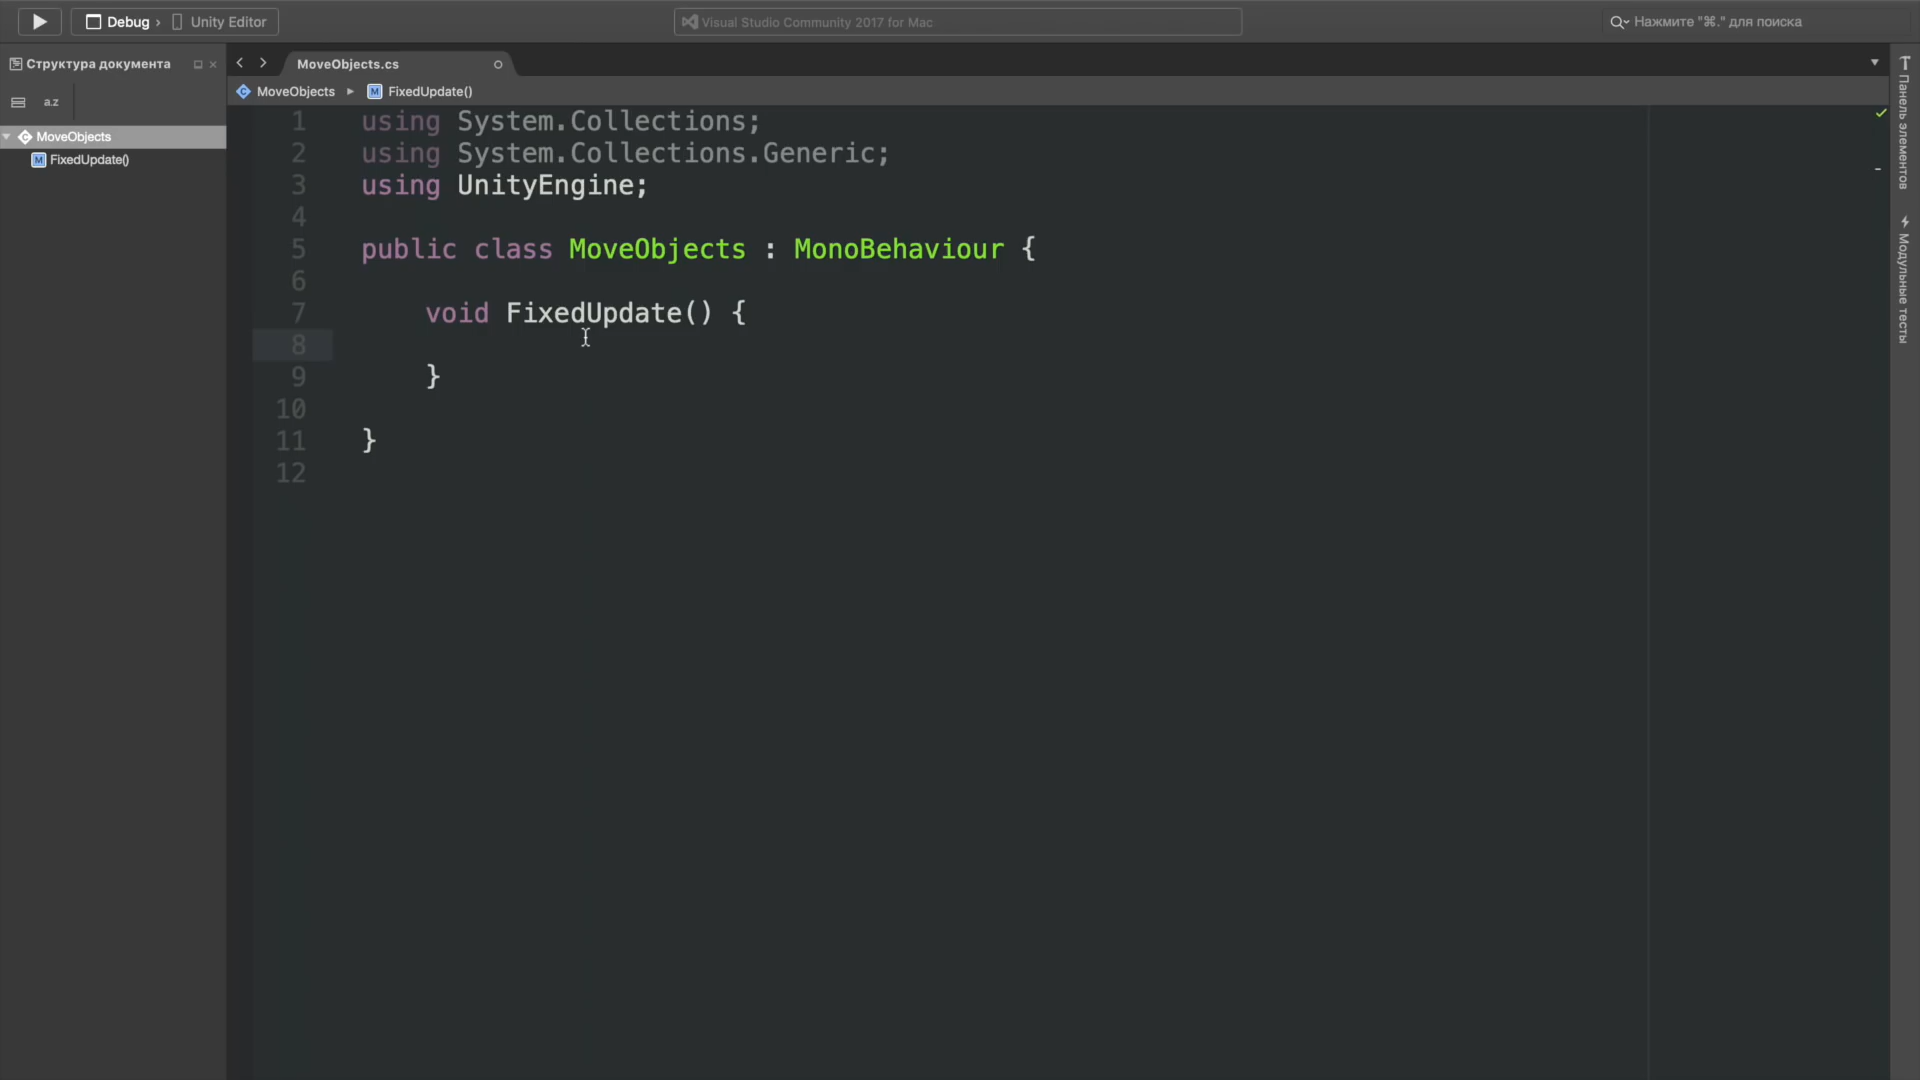 Debug › Unity Editor
Visual Studio Community 2017 for Mac
Нажмите "⌘." для поиска
Структура документа
a.z
MoveObjects
FixedUpdate()
MoveObjects.cs
MoveObjects ▸ M FixedUpdate()
1 using System.Collections;
2 using System.Collections.Generic;
3 using UnityEngine;
4
5 public class MoveObjects : MonoBehaviour {
6
7 void FixedUpdate() {
8
9 }
10
11 }
12
Панель элементов
Модульные тесты